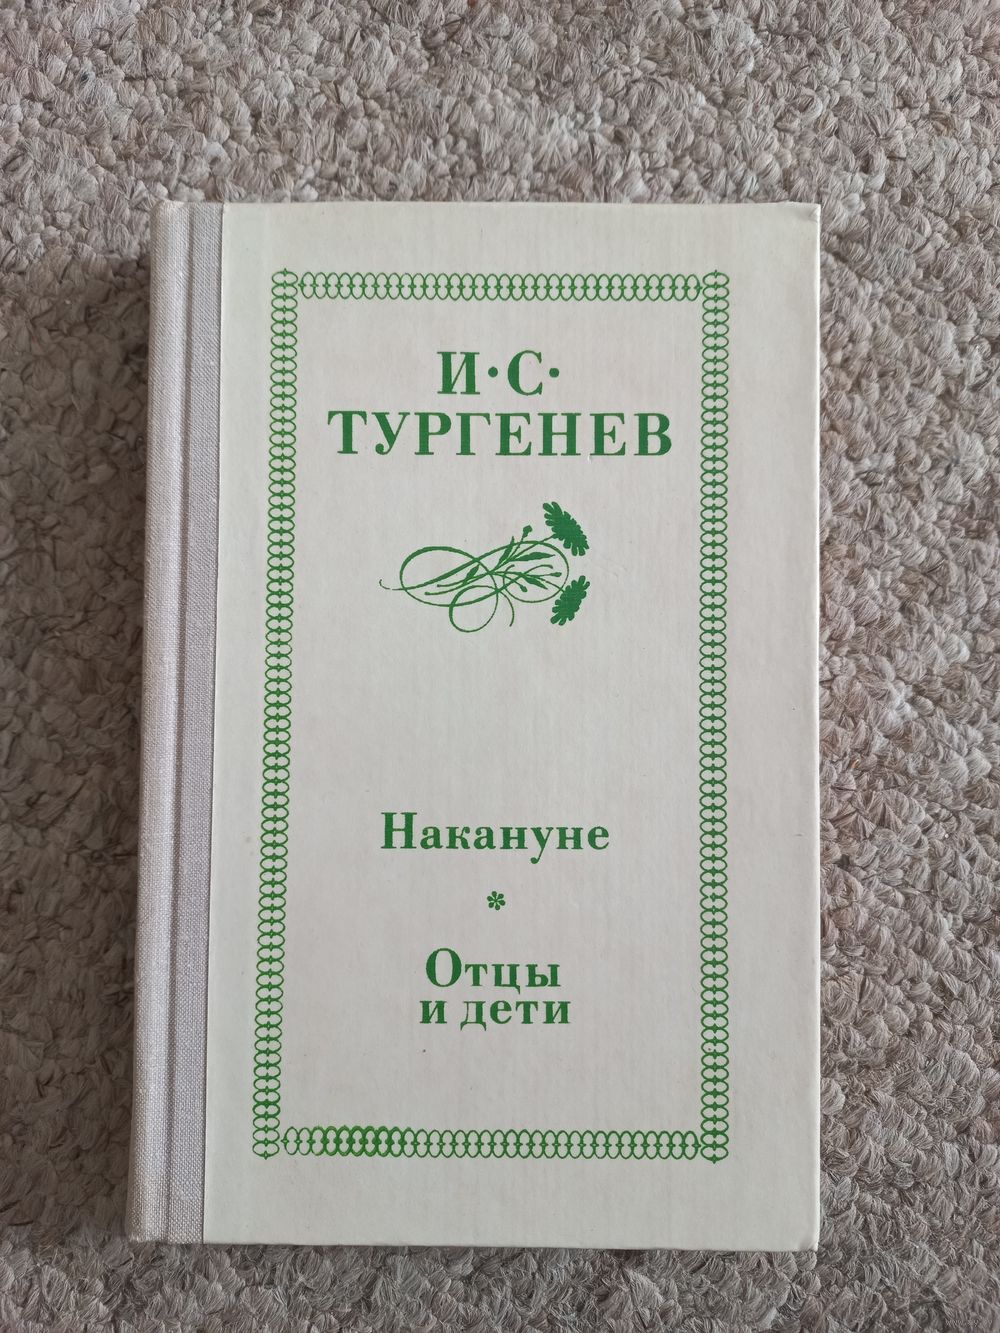 И·С·
ТУРГЕНЕВ
Накануне
*
Отцы
и дети